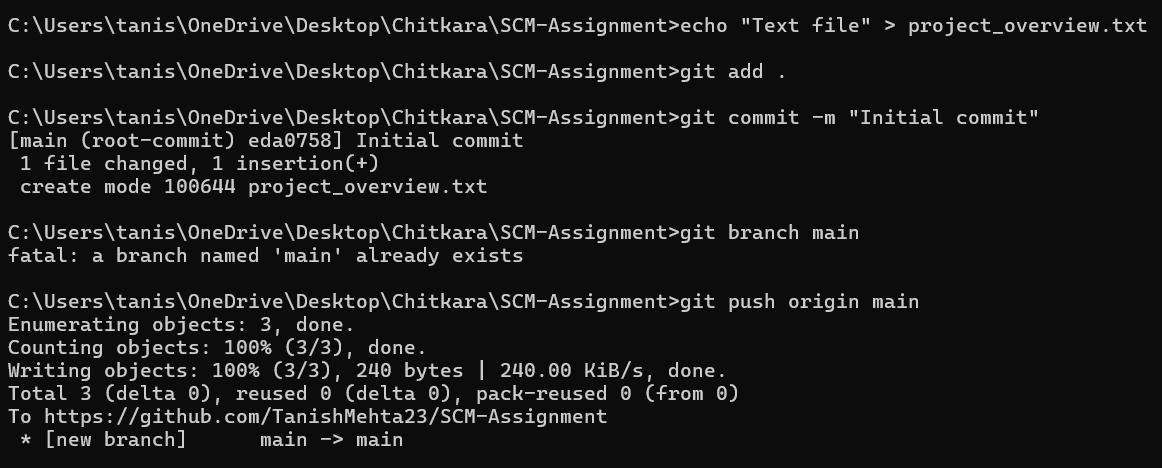 C:\Users\tanis\OneDrive\Desktop\Chitkara\SCM-Assignment>echo "Text file" > project_overview.txt
C:\Users\tanis\OneDrive\Desktop\Chitkara\SCM-Assignment>git add .
C:\Users\tanis\OneDrive\Desktop\Chitkara\SCM-Assignment>git commit -m "Initial commit"
[main (root-commit) eda0758] Initial commit
 1 file changed, 1 insertion(+)
 create mode 100644 project_overview.txt
C:\Users\tanis\OneDrive\Desktop\Chitkara\SCM-Assignment>git branch main
fatal: a branch named 'main' already exists
C:\Users\tanis\OneDrive\Desktop\Chitkara\SCM-Assignment>git push origin main
Enumerating objects: 3, done.
Counting objects: 100% (3/3), done.
Writing objects: 100% (3/3), 240 bytes | 240.00 KiB/s, done.
Total 3 (delta 0), reused 0 (delta 0), pack-reused 0 (from 0)
To https://github.com/TanishMehta23/SCM-Assignment
 * [new branch]      main -> main